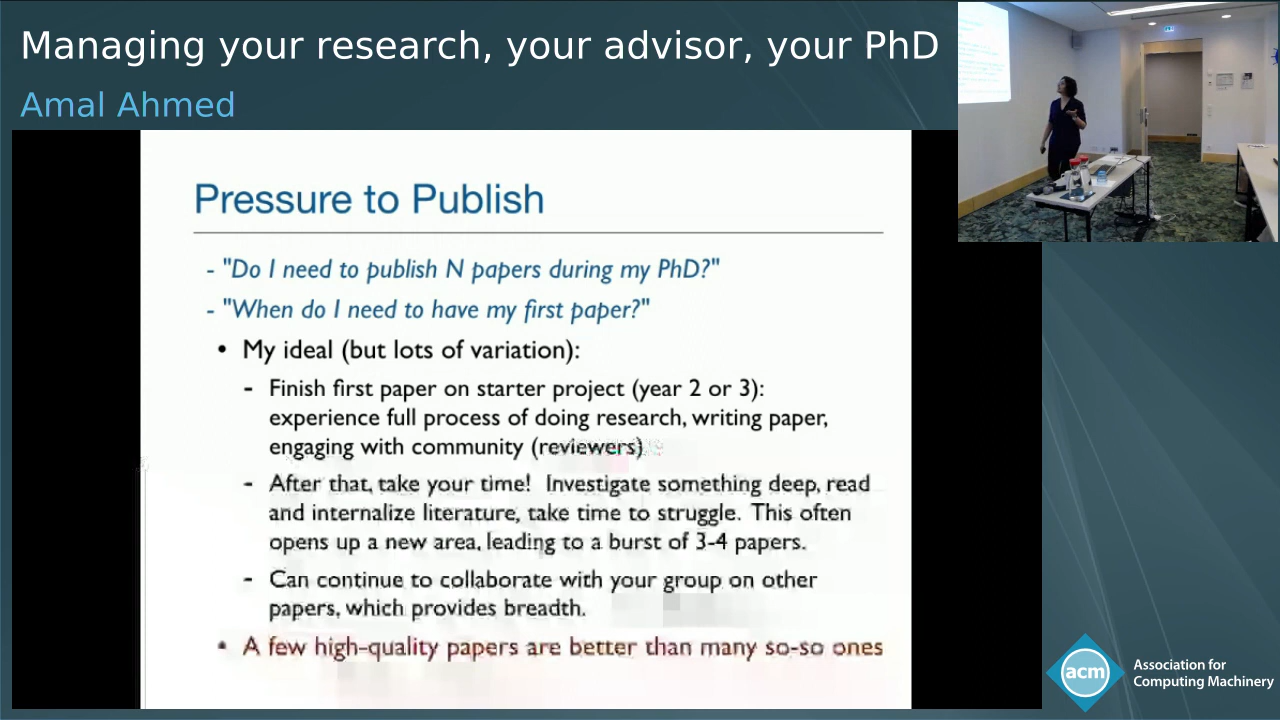 Managing your research, your advisor, your PhD
Amal Ahmed
Pressure to Publish
- "Do I need to publish N papers during my PhD?"
- "When do I need to have my first paper?"
• My ideal (but lots of variation):
- Finish first paper on starter project (year 2 or 3):
experience full process of doing research, writing paper,
engaging with community (reviewers)
- After that, take your time! Investigate something deep, read
and internalize literature, take time to struggle. This often
opens up a new area, leading to a burst of 3-4 papers.
- Can continue to collaborate with your group on other
papers, which provides breadth.
• A few high-quality papers are better than many so-so ones
acm
Association for
Computing Machinery